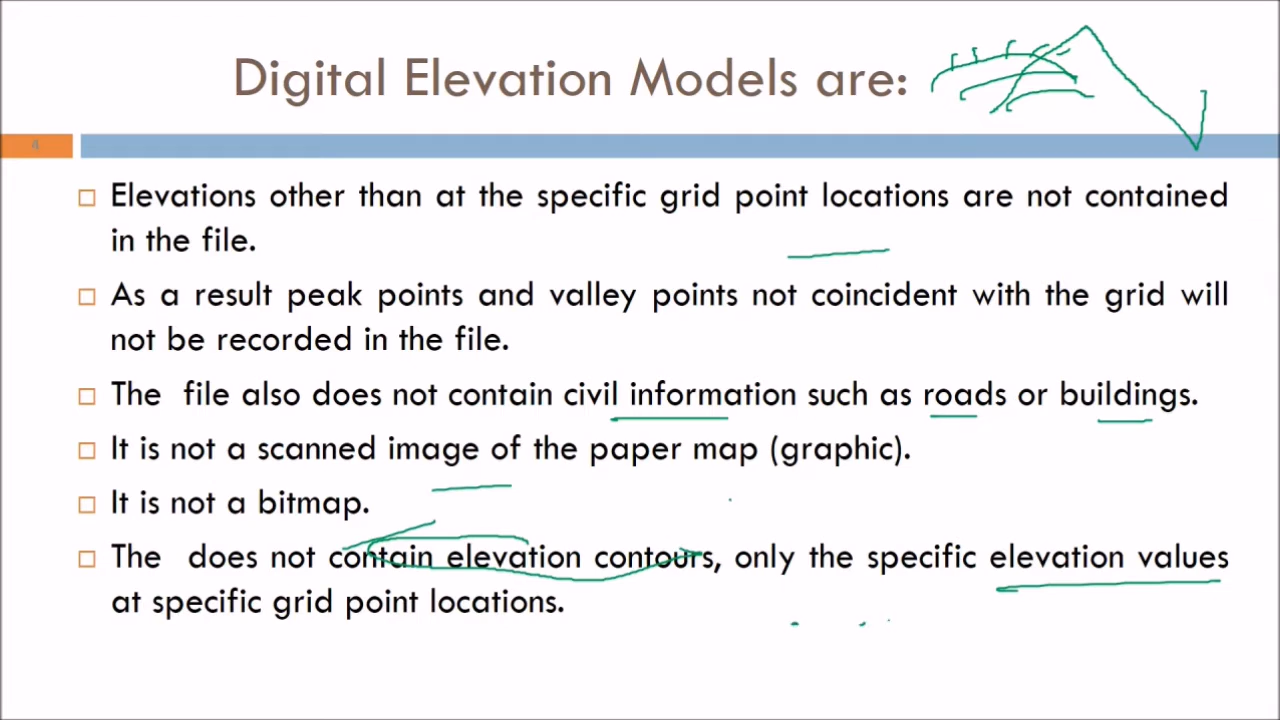 Digital Elevation Models are:
4
Elevations other than at the specific grid point locations are not contained
in the file.
As a result peak points and valley points not coincident with the grid will
not be recorded in the file.
The file also does not contain civil information such as roads or buildings.
It is not a scanned image of the paper map (graphic).
It is not a bitmap.
The does not contain elevation contours, only the specific elevation values
at specific grid point locations.